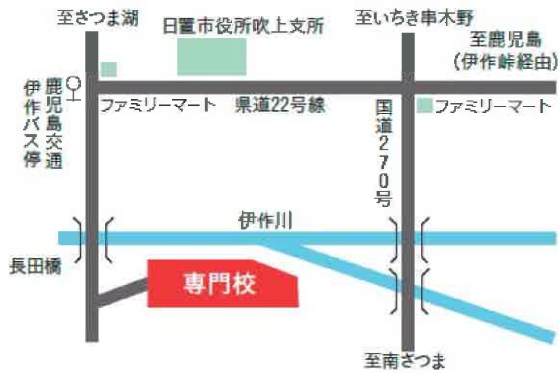 至さつま湖
日置市役所吹上支所
至いちき串木野
至鹿児島
(伊作峠経由)
鹿児島交通
伊作バス停
ファミリーマート
県道22号線
国道270号
ファミリーマート
伊作川
長田橋
専門校
至南さつま